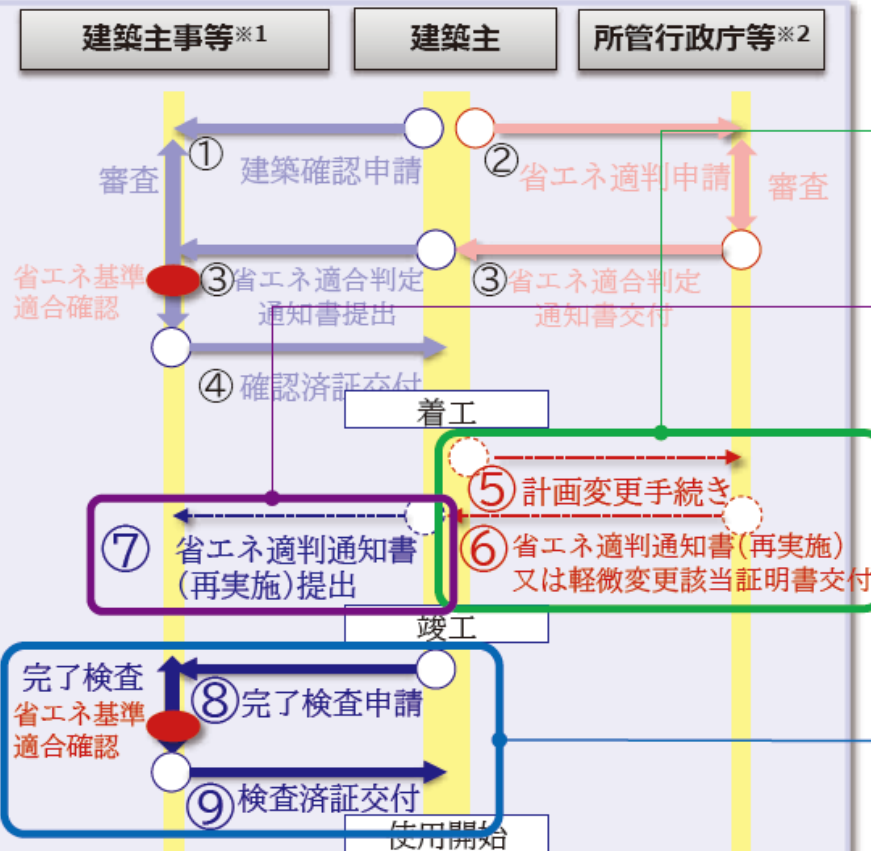 建築主事等※1
建築主
所管行政庁等※2
①
建築確認申請
②
省エネ適判申請
審査
審査
省エネ基準
適合確認
③省エネ適合判定
通知書提出
③省エネ適合判定
通知書交付
④確認済証交付
着工
⑤計画変更手続き
⑥省エネ適判通知書(再実施)
又は軽微変更該当証明書交付
⑦
省エネ適判通知書
(再実施)提出
竣工
完了検査
省エネ基準
適合確認
⑧完了検査申請
⑨検査済証交付
使用開始